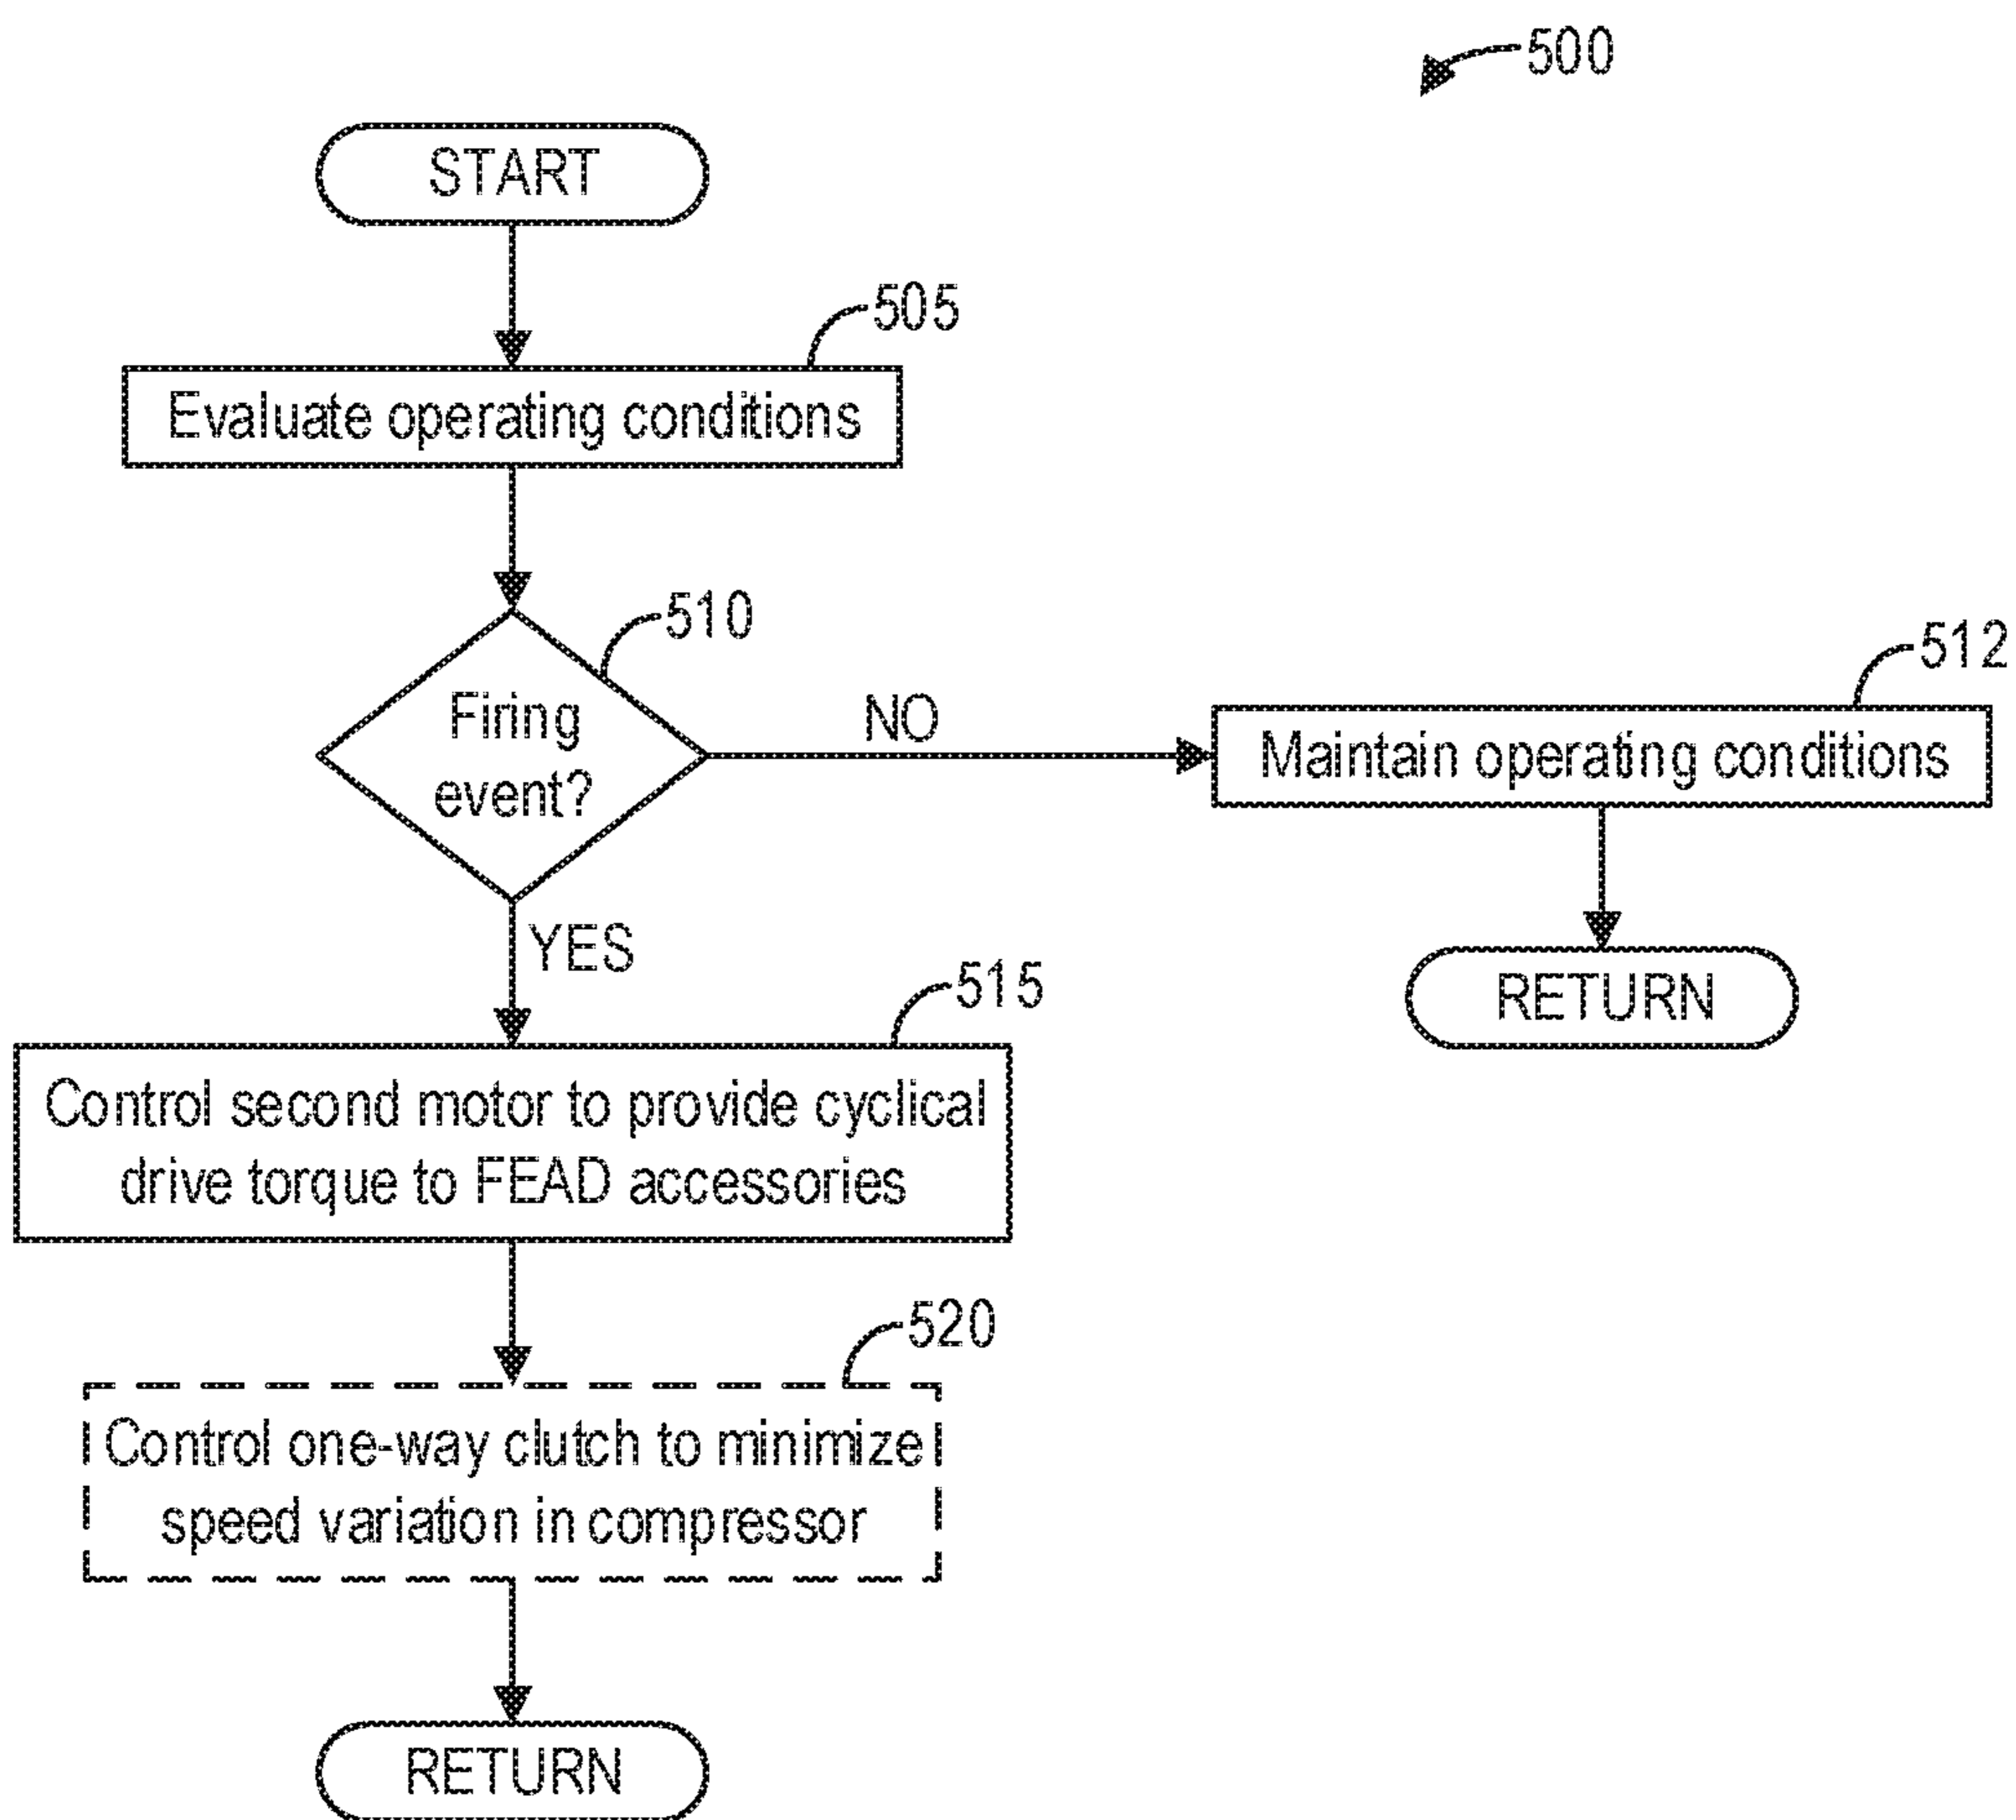 500
START
505
Evaluate operating conditions
510
Firing
event?
NO
512
Maintain operating conditions
RETURN
YES
515
Control second motor to provide cyclical
drive torque to FEAD accessories
520
Control one-way clutch to minimize
speed variation in compressor
RETURN